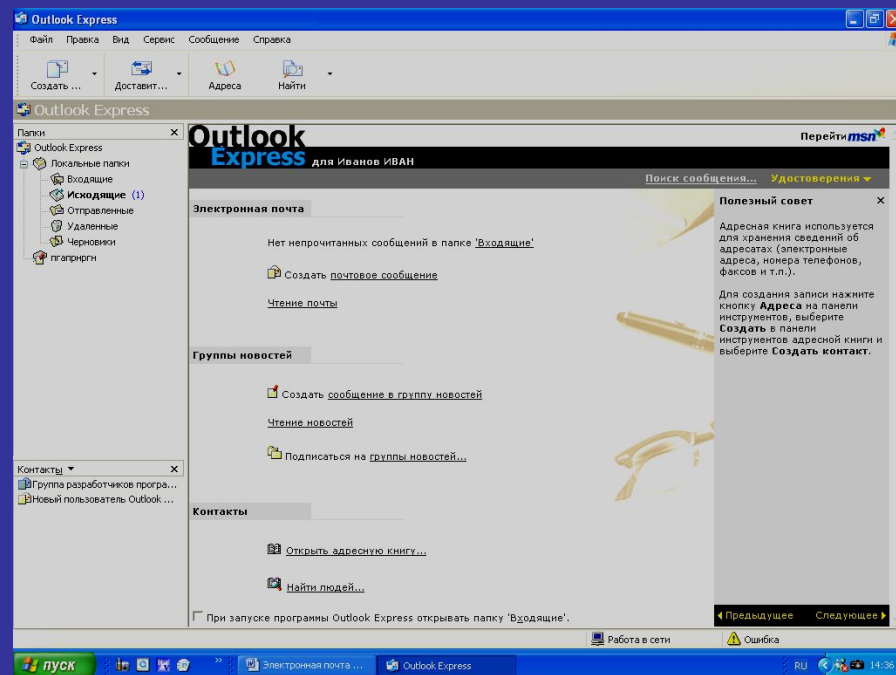 Outlook Express
Файл Правка Вид Сервис Сообщение Справка
Создать ... Доставит... Адреса Найти
Outlook Express
Папки
Outlook Express
Локальные папки
Входящие
Исходящие (1)
Отправленные
Удаленные
Черновики
пгапрнргн
Контакты
Группа разработчиков програ...
Новый пользователь Outlook ...
Outlook
Express для Иванов ИВАН
Перейти msn
Поиск сообщения... Удостоверения
Электронная почта
Нет непрочитанных сообщений в папке 'Входящие'
Создать почтовое сообщение
Чтение почты
Группы новостей
Создать сообщение в группу новостей
Чтение новостей
Подписаться на группы новостей...
Контакты
Открыть адресную книгу...
Найти людей...
При запуске программы Outlook Express открывать папку 'Входящие'.
Полезный совет
Адресная книга используется
для хранения сведений об
адресатах (электронные
адреса, номера телефонов,
факсов и т.п.).
Для создания записи нажмите
кнопку Адреса на панели
инструментов, выберите
Создать в панели
инструментов адресной книги и
выберите Создать контакт.
Предыдущее Следующее
Работа в сети Ошибка
пуск Электронная почта ... Outlook Express RU 14:36